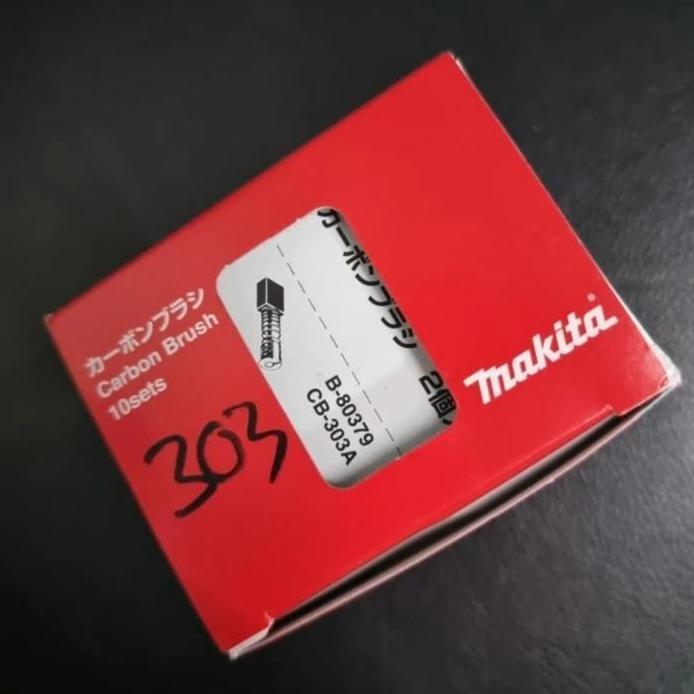 カーボンブラシ
Carbon Brush
10sets
303
カーボンブラシ 2個
B-80379
CB-303A
makita®